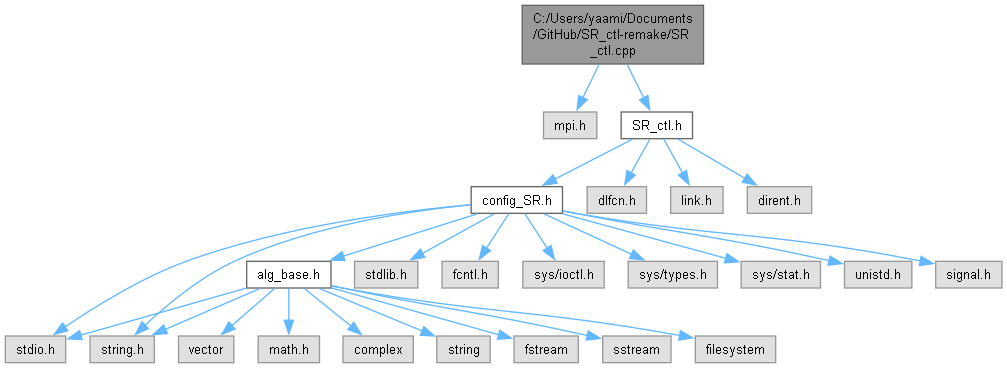 C:/Users/yaami/Documents
/GitHub/SR_ctl-remake/SR
_ctl.cpp
mpi.h
SR_ctl.h
config_SR.h
dlfcn.h
link.h
dirent.h
alg_base.h
stdlib.h
fcntl.h
sys/ioctl.h
sys/types.h
sys/stat.h
unistd.h
signal.h
stdio.h
string.h
vector
math.h
complex
string
fstream
sstream
filesystem